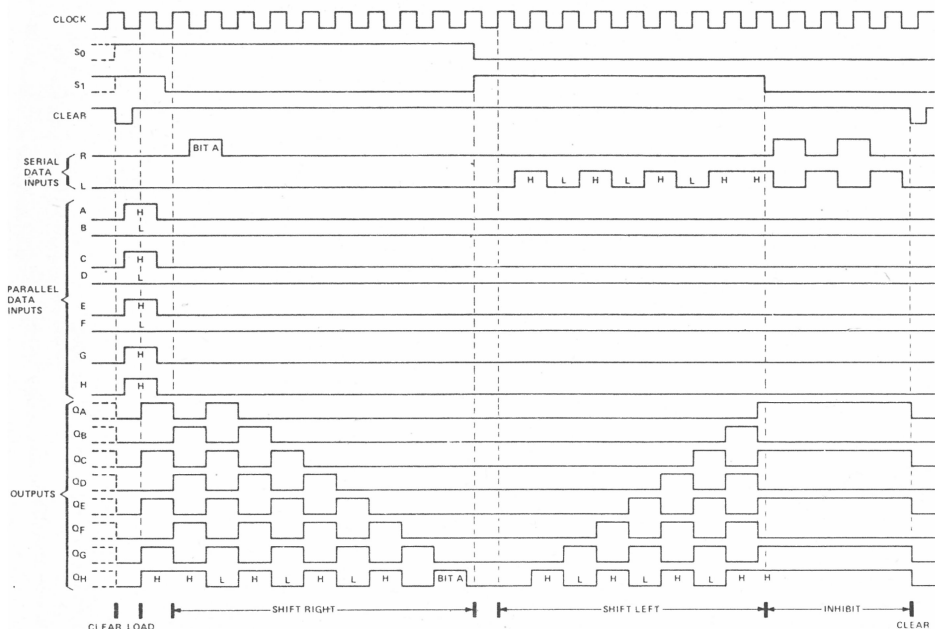 CLOCK
S0
S1
CLEAR
SERIAL DATA INPUTS
R
BIT A
L
H L H L H L H H
PARALLEL DATA INPUTS
A
H
B
L
C
H
D
L
E
H
F
L
G
H
H
H
OUTPUTS
QA
QB
QC
QD
QE
QF
QG
QH
H H L H L H L H BIT A
H L H L H L H H
CLEAR LOAD
SHIFT RIGHT
SHIFT LEFT
INHIBIT
CLEAR